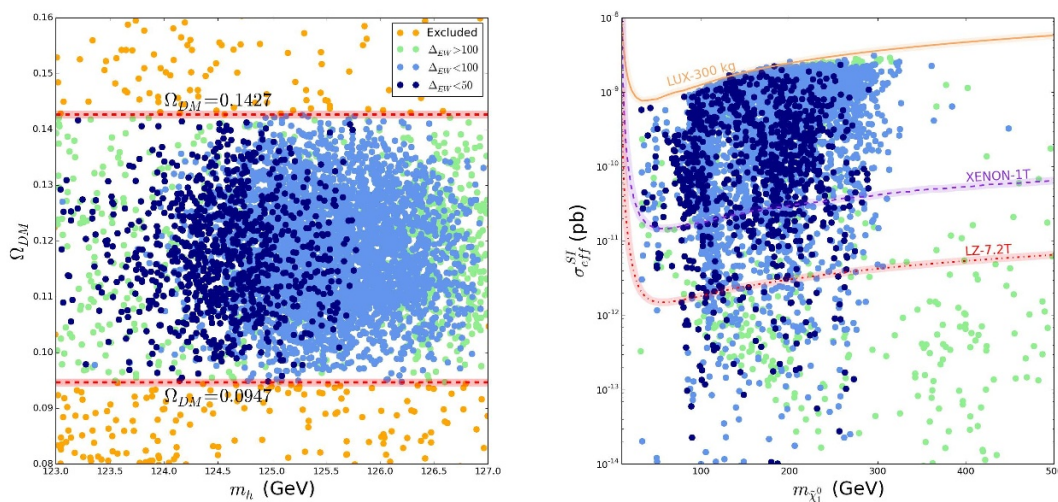 0.16
0.15
0.14
0.13
0.12
0.11
0.10
0.09
0.08
Ω_DM
Excluded
Δ_EW>100
Δ_EW<100
Δ_EW<50
Ω_DM=0.1427
Ω_DM=0.0947
123.0 123.5 124.0 124.5 125.0 125.5 126.0 126.5 127.0
m_h (GeV)
10^-8
10^-9
10^-10
10^-11
10^-12
10^-13
10^-14
σ^SI_eff (pb)
LUX-300 kg
XENON-1T
LZ-7.2T
100 200 300 400 500
m_χ̃₁⁰ (GeV)